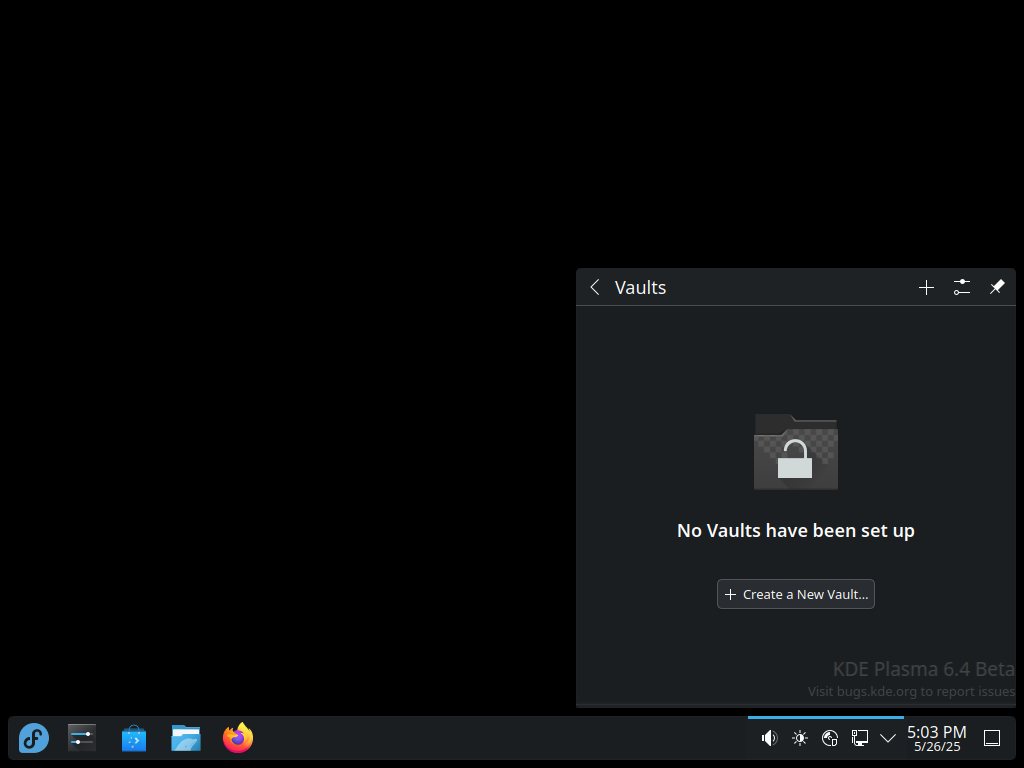 Vaults
No Vaults have been set up
Create a New Vault...
KDE Plasma 6.4 Beta
Visit bugs.kde.org to report issues
5:03 PM
5/26/25